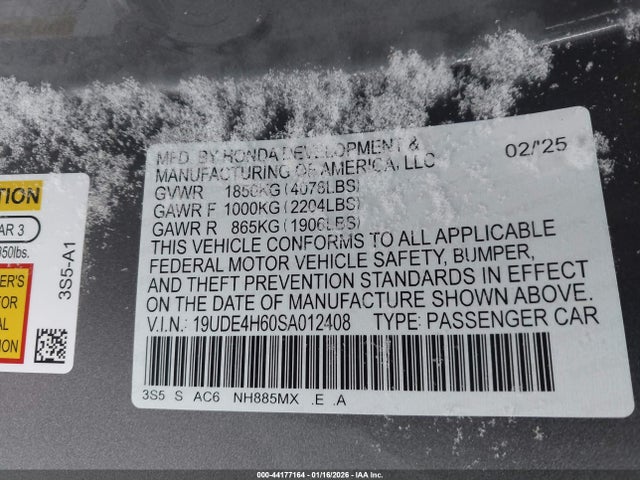 MFD. BY HONDA DEVELOPMENT & 02/'25
MANUFACTURING OF AMERICA, LLC
GVWR 1850KG (4078LBS)
GAWR F 1000KG (2204LBS)
GAWR R 865KG (1906LBS)
THIS VEHICLE CONFORMS TO ALL APPLICABLE
FEDERAL MOTOR VEHICLE SAFETY, BUMPER,
AND THEFT PREVENTION STANDARDS IN EFFECT
ON THE DATE OF MANUFACTURE SHOWN ABOVE.
V.I.N.: 19UDE4H60SA012408 TYPE: PASSENGER CAR
3S5 S AC6 NH885MX .E .A
TION
AR 3
350lbs.
ER'S
TOR
AL
3S5-A1
000-44177164 | 01/16/2026 | IAA Inc.